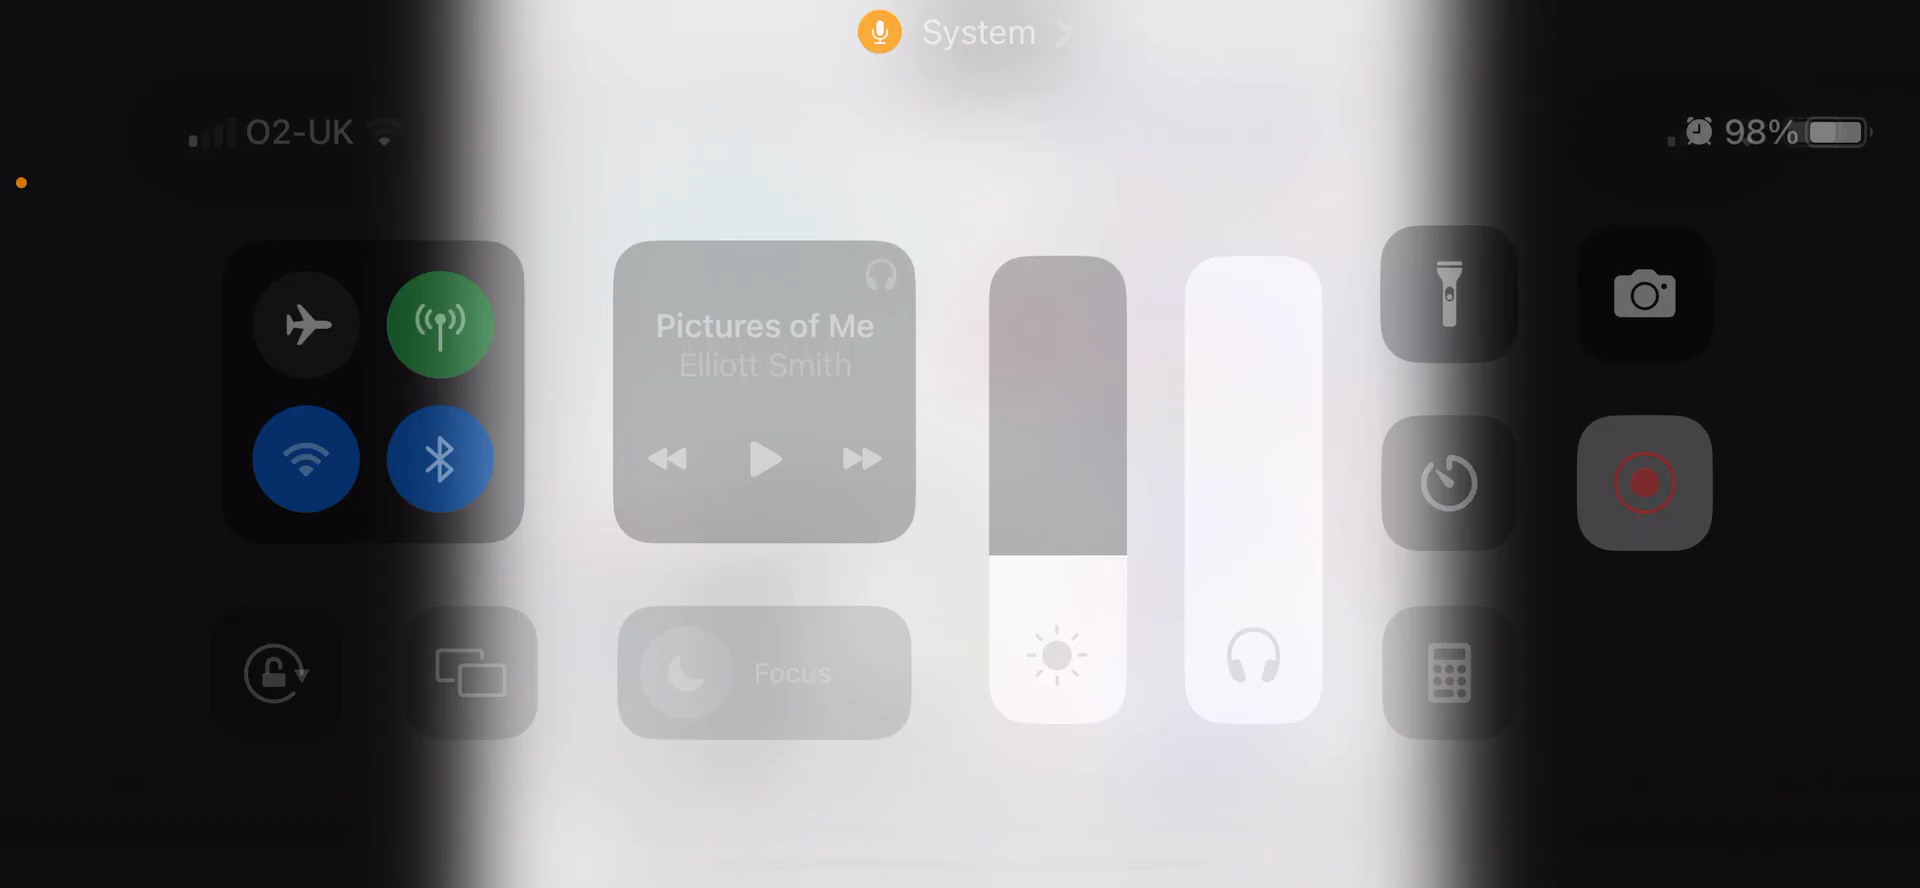 System
O2-UK
98%
Pictures of Me
Elliott Smith
Focus